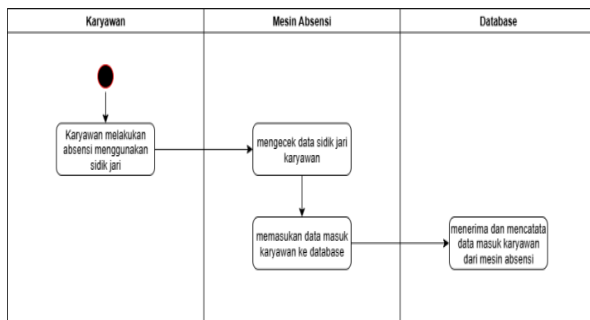 Karyawan
Mesin Absensi
Database
Karyawan melakukan
absensi menggunakan
sidik jari
mengecek data sidik jari
karyawan
memasukan data masuk
karyawan ke database
menerima dan mencatata
data masuk karyawan
dari mesin absensi